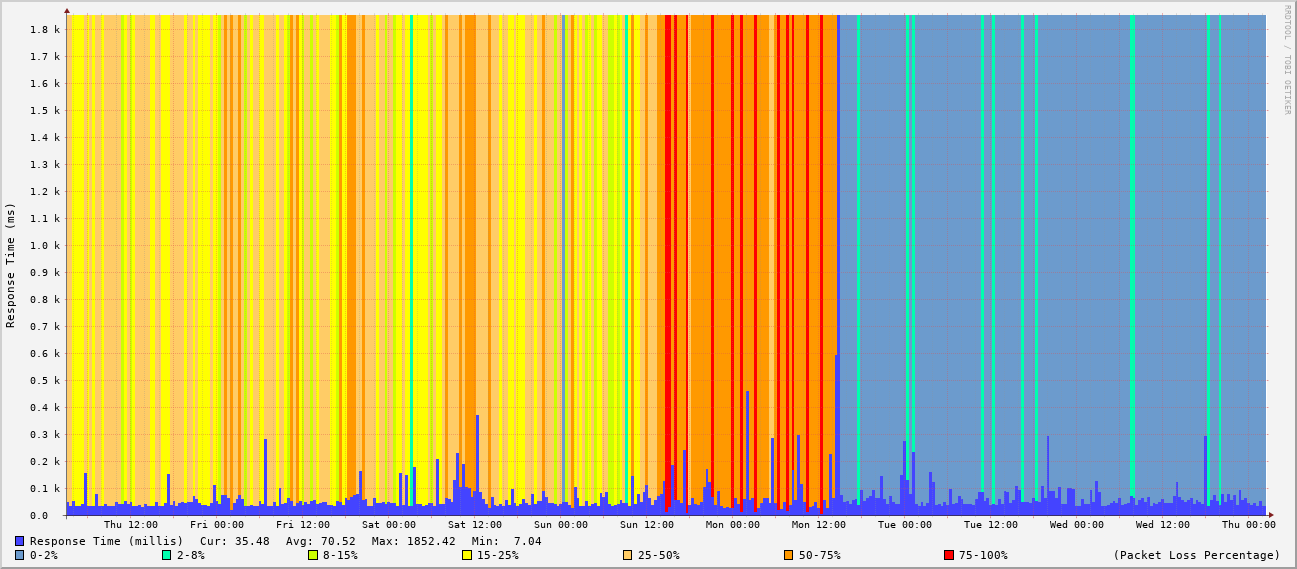 RRDTOOL / TOBI OETIKER
Response Time (ms)
1.8 k
1.7 k
1.6 k
1.5 k
1.4 k
1.3 k
1.2 k
1.1 k
1.0 k
0.9 k
0.8 k
0.7 k
0.6 k
0.5 k
0.4 k
0.3 k
0.2 k
0.1 k
0.0
Thu 12:00 Fri 00:00 Fri 12:00 Sat 00:00 Sat 12:00 Sun 00:00 Sun 12:00 Mon 00:00 Mon 12:00 Tue 00:00 Tue 12:00 Wed 00:00 Wed 12:00 Thu 00:00
Response Time (millis) Cur: 35.48 Avg: 70.52 Max: 1852.42 Min: 7.04
0-2% 2-8% 8-15% 15-25% 25-50% 50-75% 75-100% (Packet Loss Percentage)